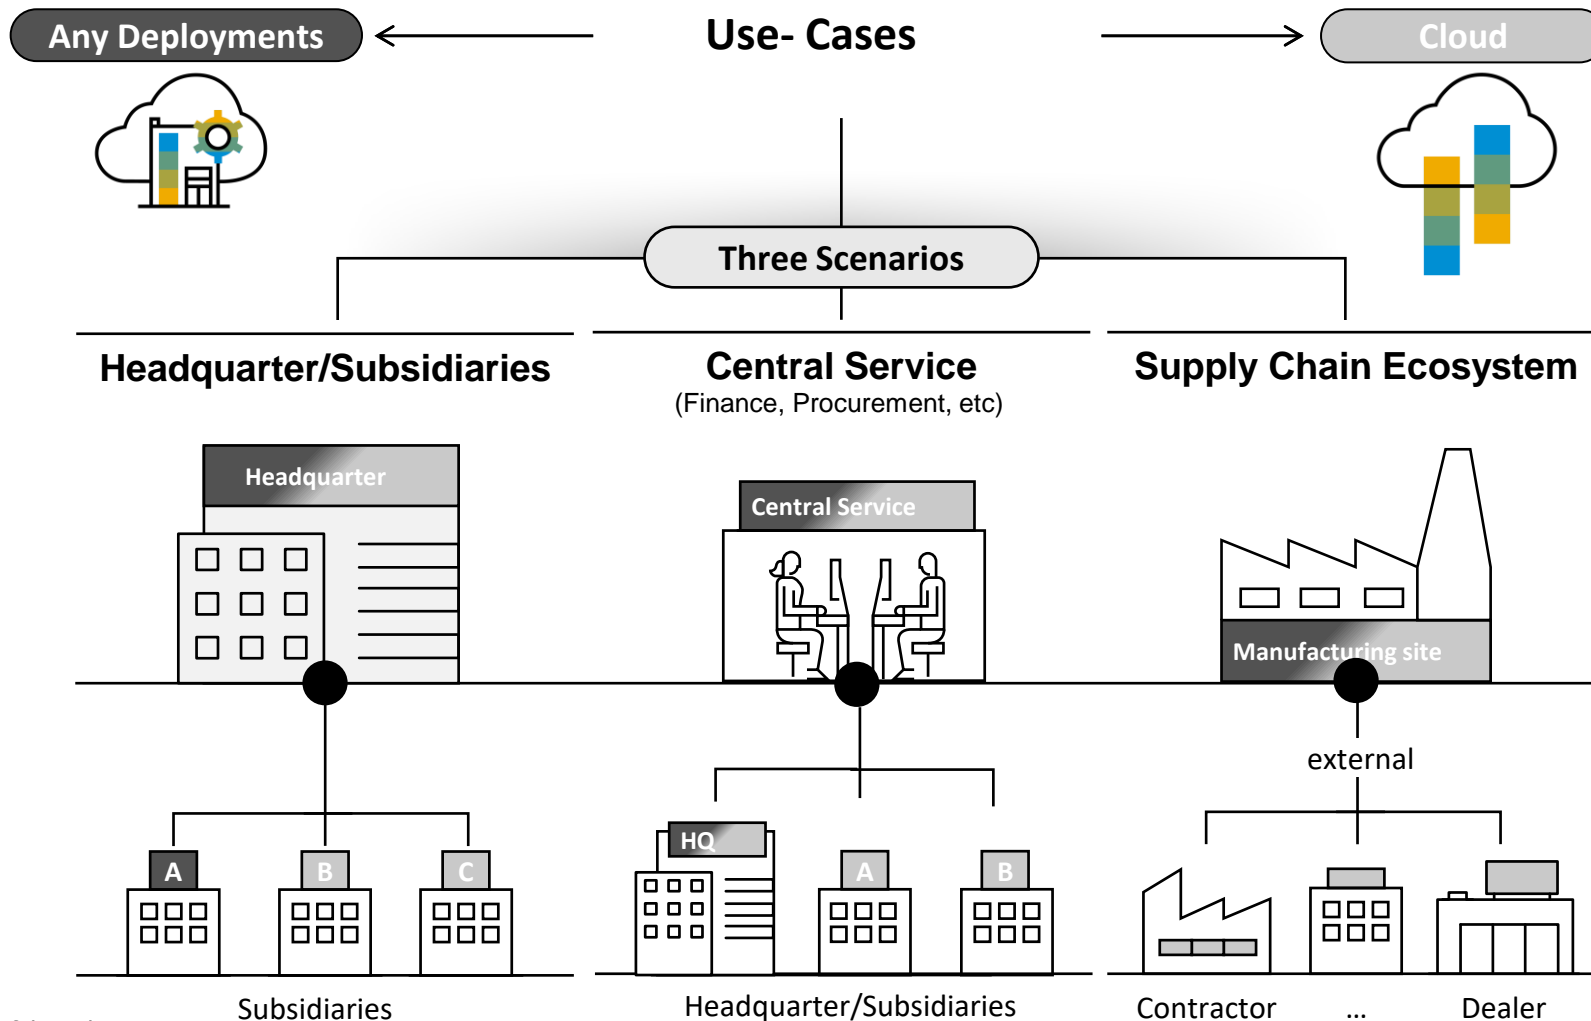 Any Deployments
Use- Cases
Cloud
Three Scenarios
Headquarter/Subsidiaries
Central Service
(Finance, Procurement, etc)
Supply Chain Ecosystem
Headquarter
Central Service
Manufacturing site
external
A
B
C
HQ
A
B
Subsidiaries
Headquarter/Subsidiaries
Contractor
...
Dealer